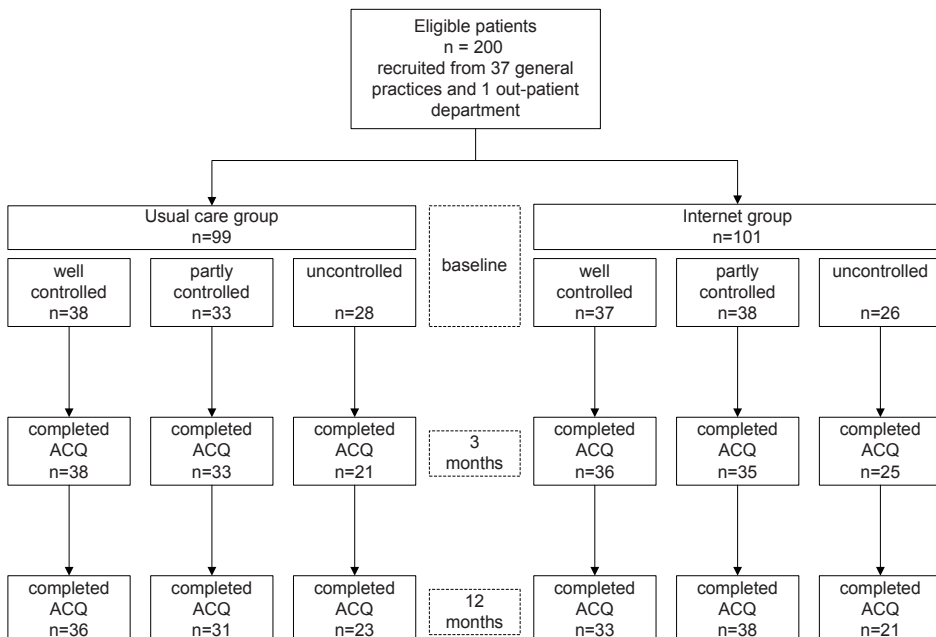 Eligible patients
n = 200
recruited from 37 general
practices and 1 out-patient
department
Usual care group
n=99
baseline
Internet group
n=101
well
controlled
n=38
partly
controlled
n=33
uncontrolled
n=28
well
controlled
n=37
partly
controlled
n=38
uncontrolled
n=26
completed
ACQ
n=38
completed
ACQ
n=33
completed
ACQ
n=21
3
months
completed
ACQ
n=36
completed
ACQ
n=35
completed
ACQ
n=25
completed
ACQ
n=36
completed
ACQ
n=31
completed
ACQ
n=23
12
months
completed
ACQ
n=33
completed
ACQ
n=38
completed
ACQ
n=21